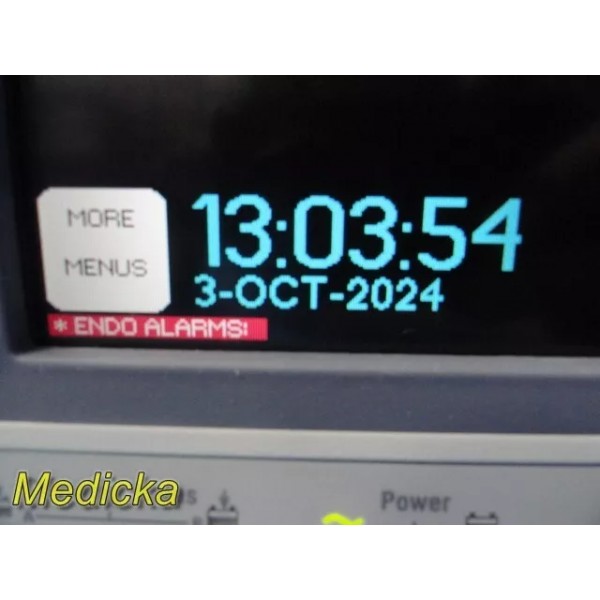 MORE
MENUS
13:03:54
3-OCT-2024
* ENDO ALARMS:
Medicka
Power